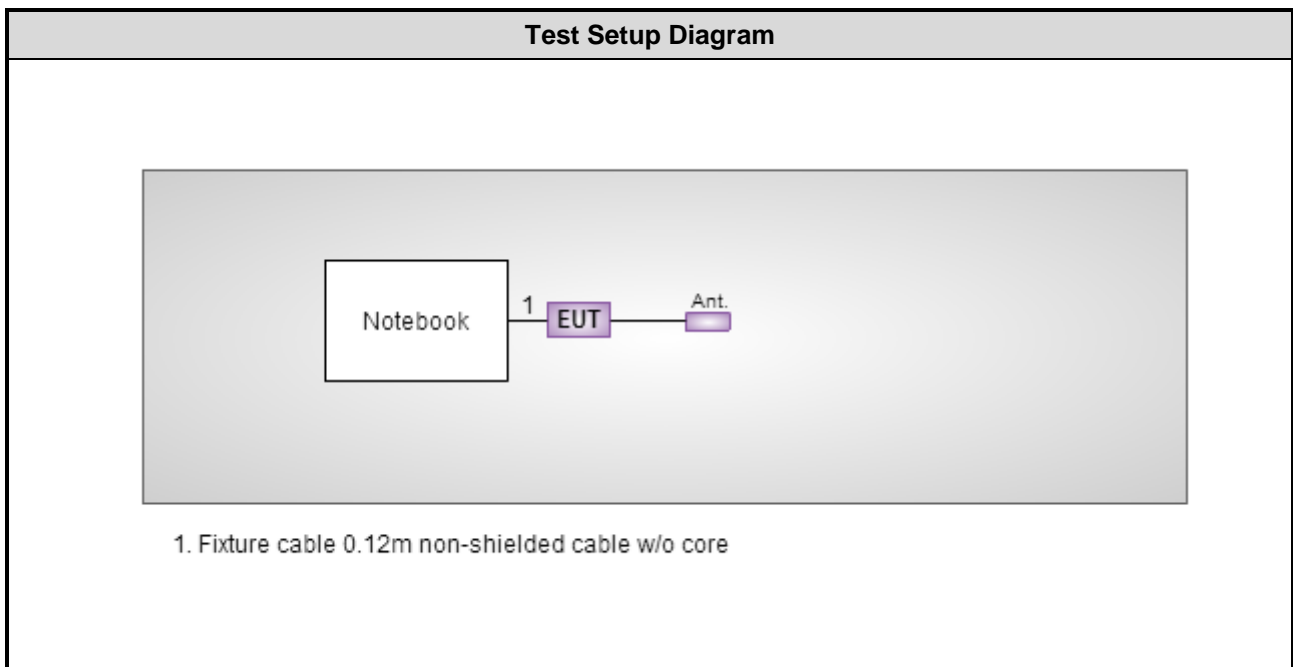 Test Setup Diagram
Notebook
1
EUT
Ant.
1. Fixture cable 0.12m non-shielded cable w/o core